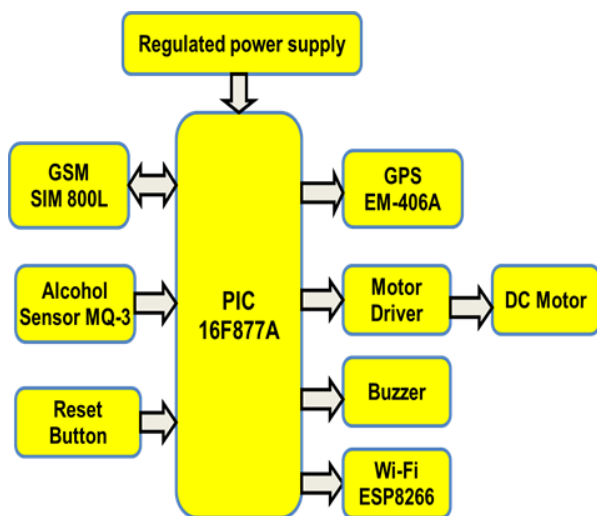 Regulated power supply
GSM
SIM 800L
GPS
EM-406A
Alcohol
Sensor MQ-3
PIC
16F877A
Motor
Driver
DC Motor
Reset
Button
Buzzer
Wi-Fi
ESP8266